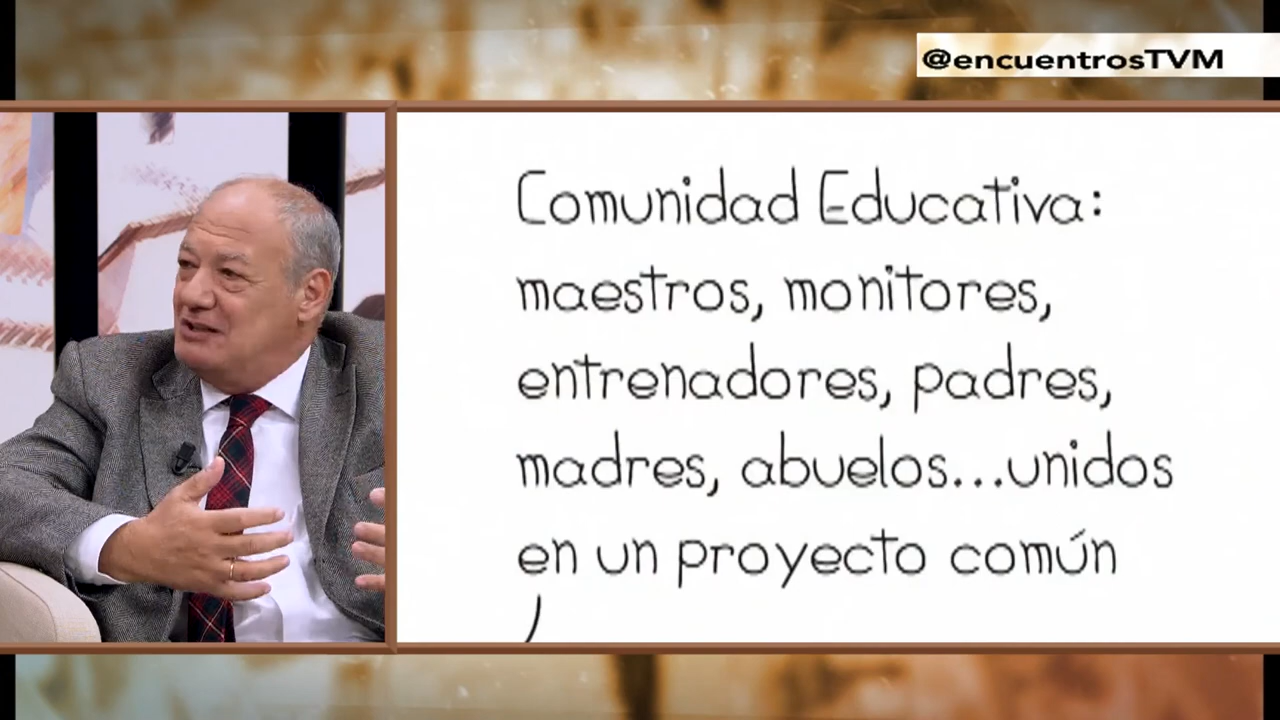 @encuentrosTVM
Comunidad Educativa:
maestros, monitores,
entrenadores, padres,
madres, abuelos...unidos
en un proyecto común